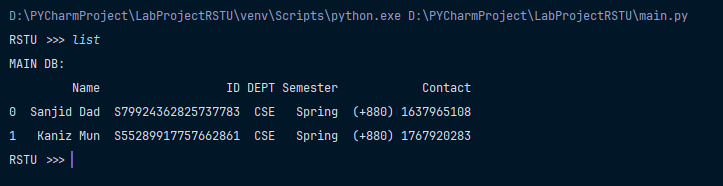 D:\PYCharmProject\LabProjectRSTU\venv\Scripts\python.exe D:\PYCharmProject\LabProjectRSTU\main.py
RSTU >>> list
MAIN DB:
Name ID DEPT Semester Contact
0 Sanjid Dad S79924362825737783 CSE Spring (+880) 1637965108
1 Kaniz Mun S55289917757662861 CSE Spring (+880) 1767920283
RSTU >>>